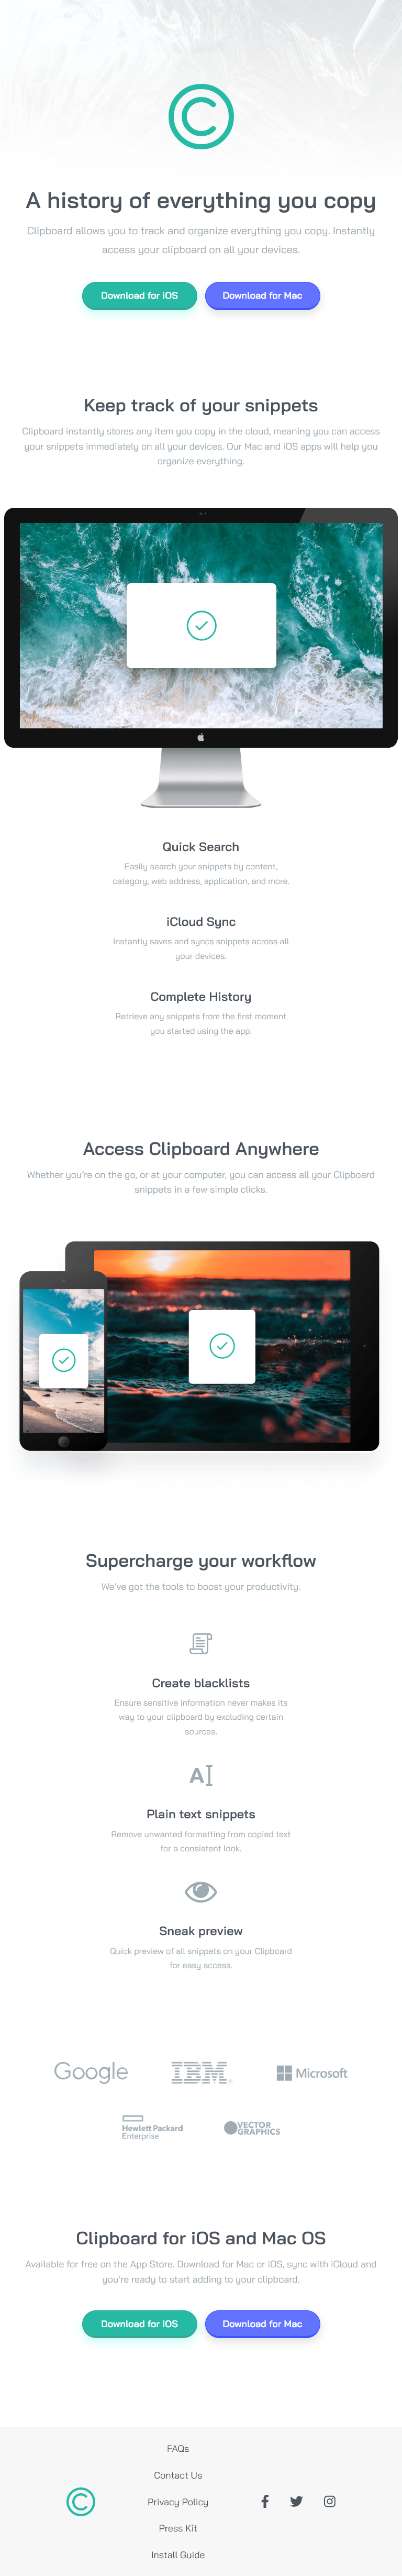 A history of everything you copy
Clipboard allows you to track and organize everything you copy. Instantly
access your clipboard on all your devices.
Download for iOS
Download for Mac
Keep track of your snippets
Clipboard instantly stores any item you copy in the cloud, meaning you can access
your snippets immediately on all your devices. Our Mac and iOS apps will help you
organize everything.
Quick Search
Easily search your snippets by content,
category, web address, application, and more.
iCloud Sync
Instantly saves and syncs snippets across all
your devices.
Complete History
Retrieve any snippets from the first moment
you started using the app.
Access Clipboard Anywhere
Whether you're on the go, or at your computer, you can access all your Clipboard
snippets in a few simple clicks.
Supercharge your workflow
We've got the tools to boost your productivity.
Create blacklists
Ensure sensitive information never makes its
way to your clipboard by excluding certain
sources.
A
Plain text snippets
Remove unwanted formatting from copied text
for a consistent look.
Sneak preview
Quick preview of all snippets on your Clipboard
for easy access.
Google
IBM
Microsoft
Hewlett Packard
Enterprise
VECTOR
GRAPHICS
Clipboard for iOS and Mac OS
Available for free on the App Store. Download for Mac or iOS, sync with iCloud and
you're ready to start adding to your clipboard.
Download for iOS
Download for Mac
FAQs
Contact Us
Privacy Policy
Press Kit
Install Guide